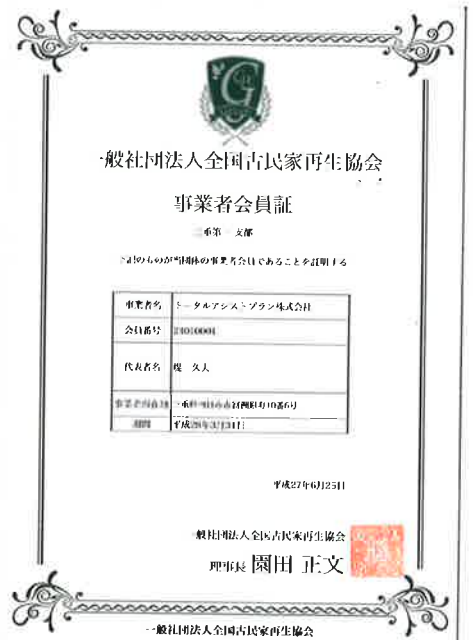 G
一般社団法人全国古民家再生協会
事業者会員証
三重第一支部
下記のものが当団体の事業者会員であることを証明する
事業者名 トータルアシストプラン株式会社
会員番号 24010001
代表者名 堤 久人
期間 平成28年3月31日
平成27年6月25日
一般社団法人全国古民家再生協会
理事長 園田 正文
一般社団法人全国古民家再生協会